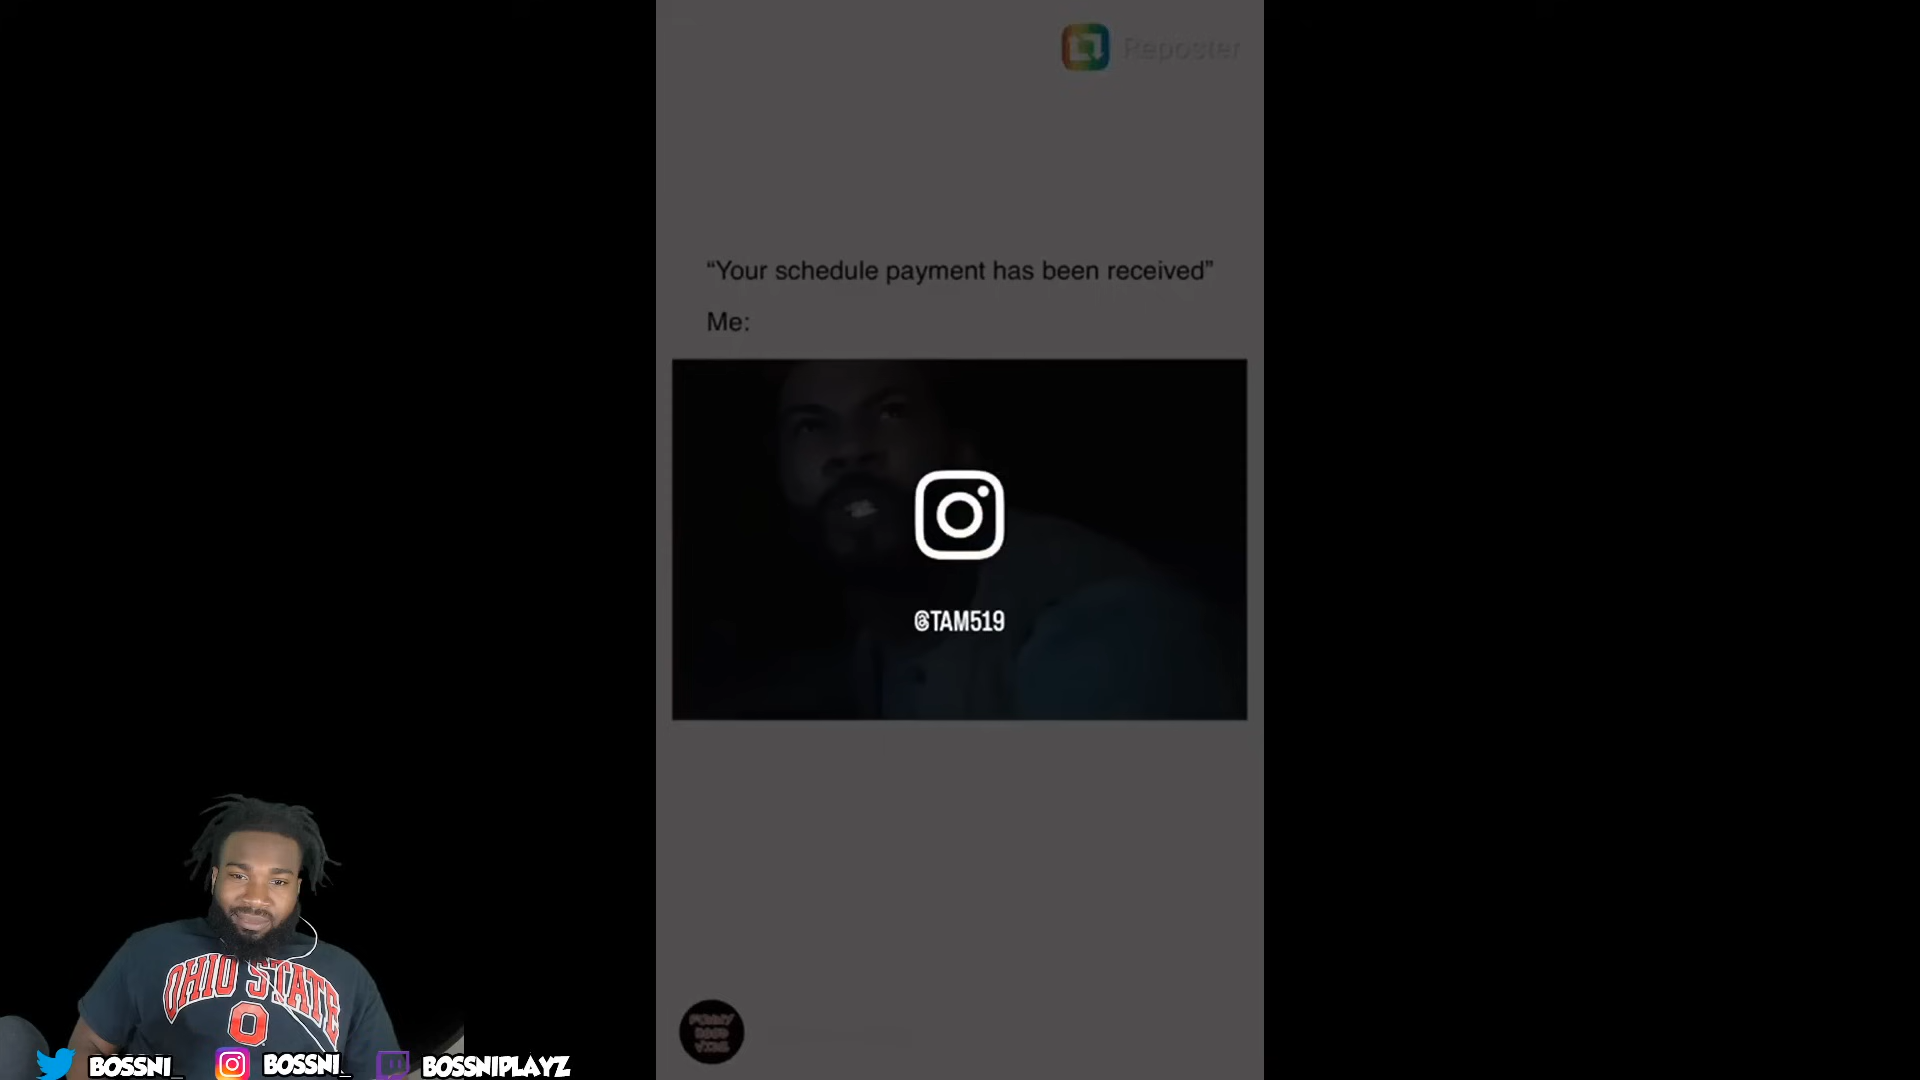 Reposter
“Your schedule payment has been received”
Me:
@TAM519
OHIO STATE
O
BOSSNI_
BOSSNI_
BOSSNIPLAYZ